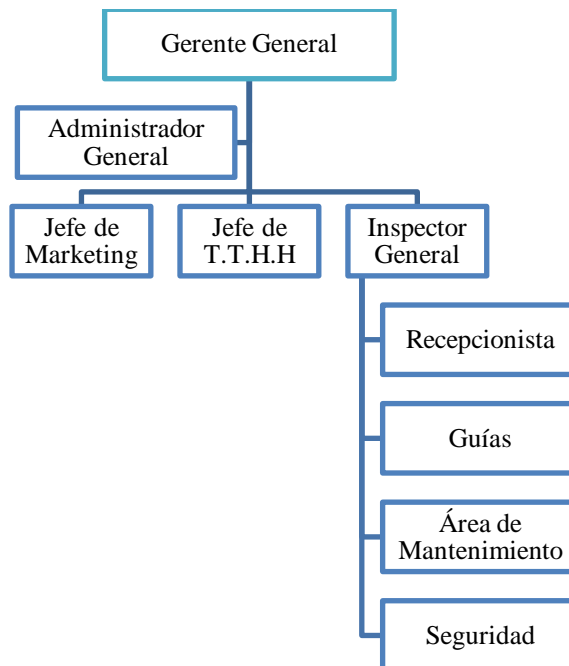 Gerente General
Administrador
General
Jefe de
Marketing
Jefe de
T.T.H.H
Inspector
General
Recepcionista
Guías
Área de
Mantenimiento
Seguridad